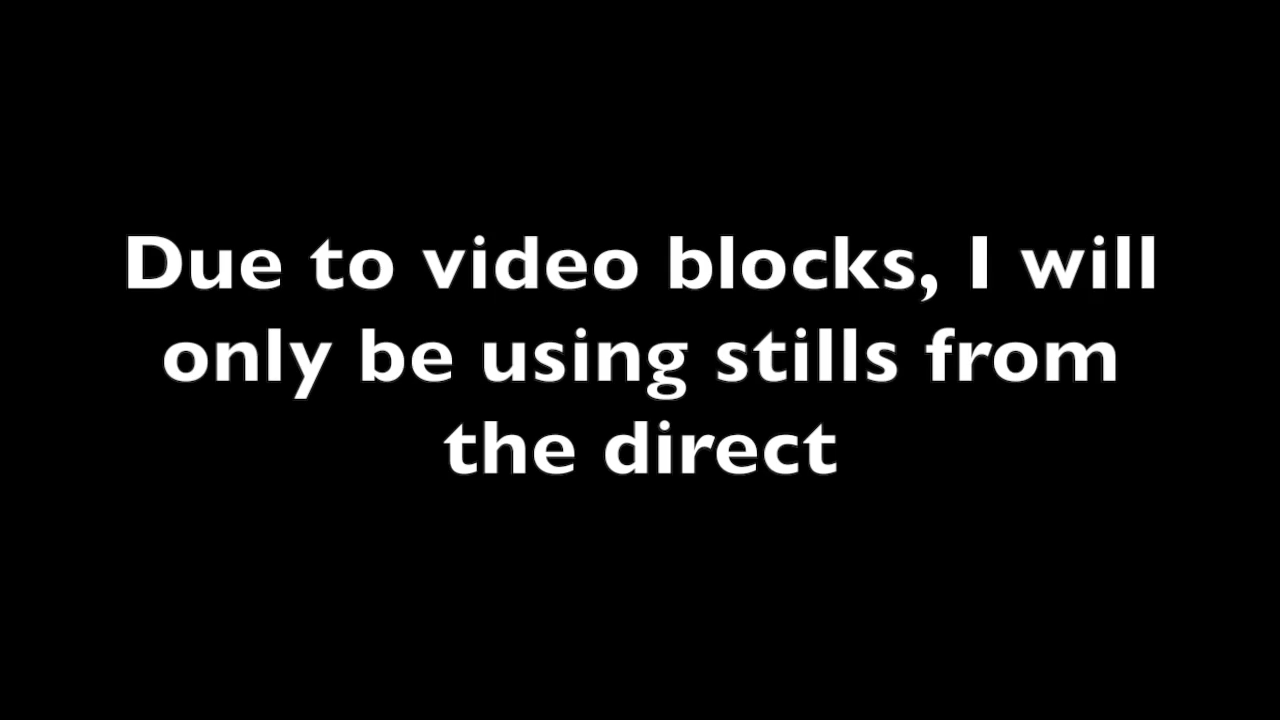 Due to video blocks, I will
only be using stills from
the direct